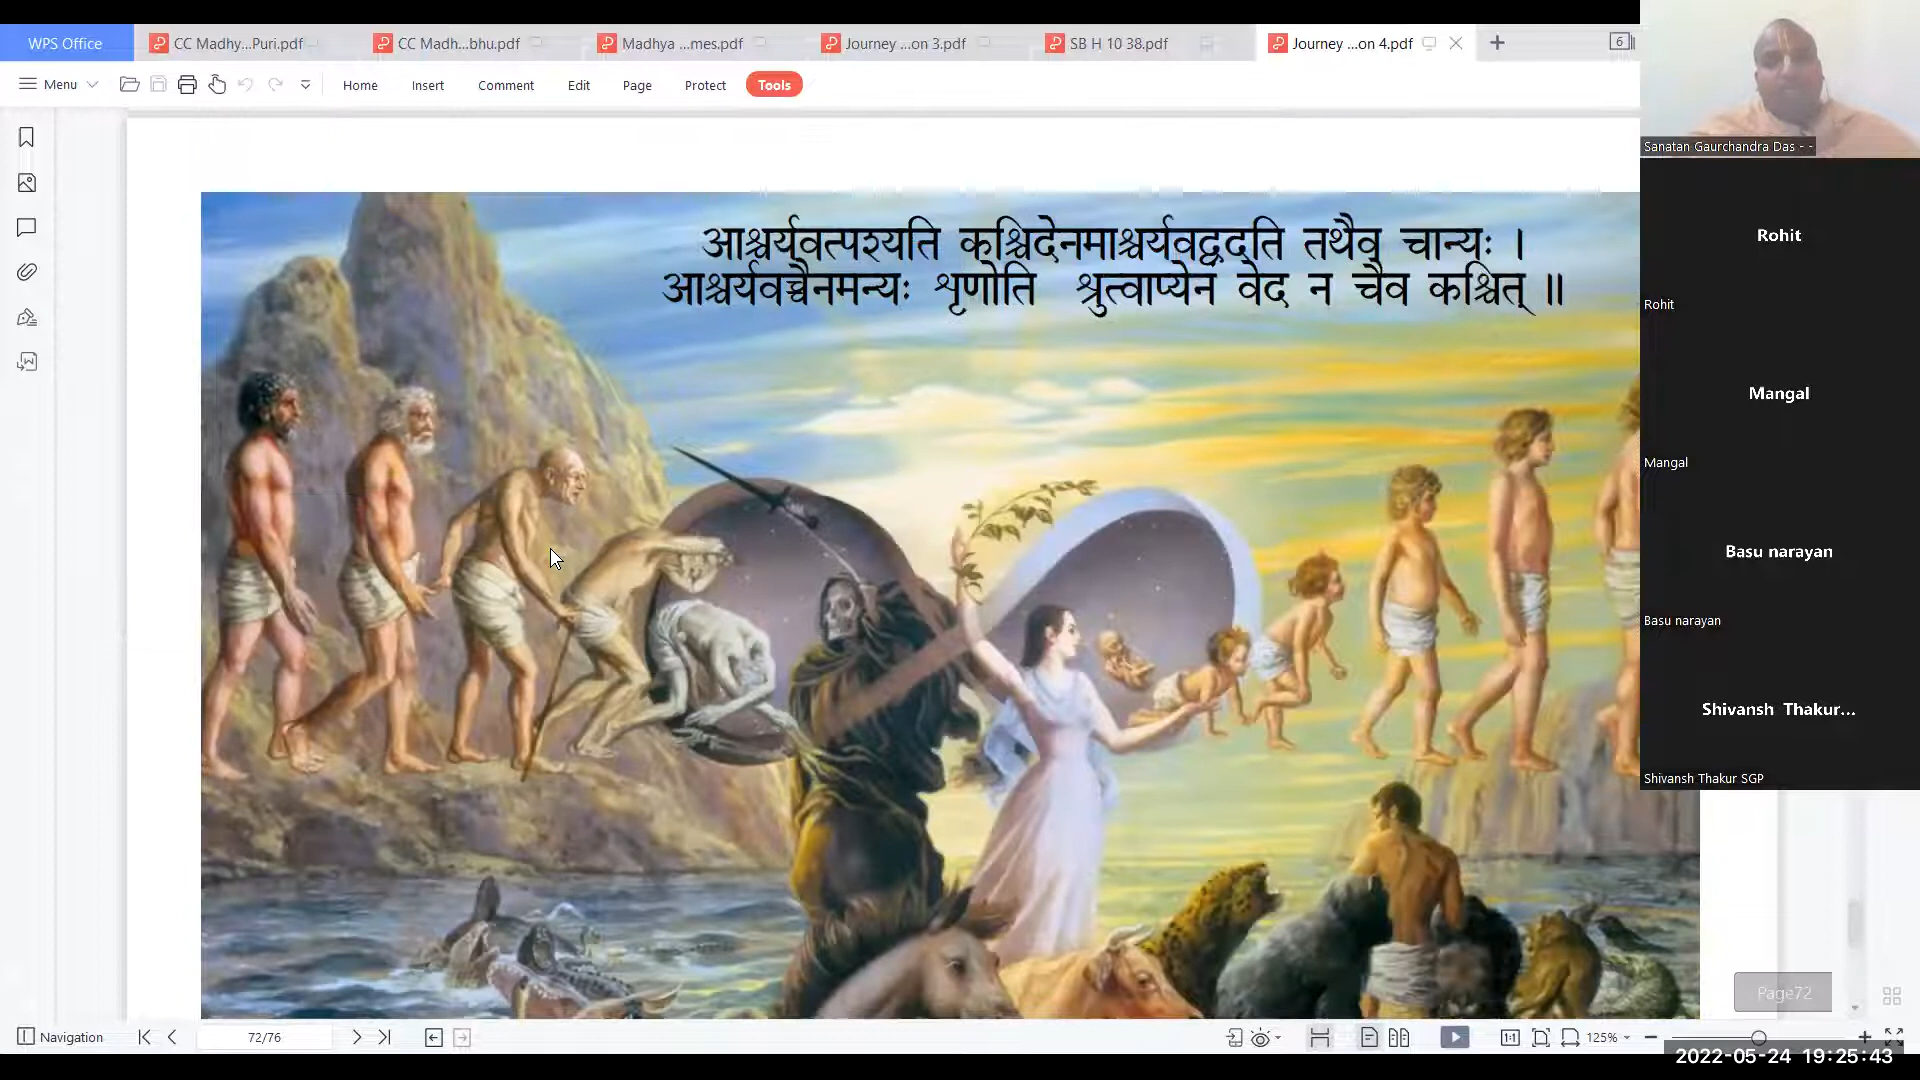 WPS Office
CC Madhy...Puri.pdf
CC Madh...bhu.pdf
Madhya ...mes.pdf
Journey ...on 3.pdf
SB H 10 38.pdf
Journey ...on 4.pdf
6
Menu
Home
Insert
Comment
Edit
Page
Protect
Tools
आश्चर्यवत्पश्यति कश्चिदेनमाश्चर्यवद्वदति तथैव चान्यः ।
आश्चर्यवच्चैनमन्यः शृणोति श्रुत्वाप्येनं वेद न चैव कश्चित् ॥
Sanatan Gaurchandra Das - -
Rohit
Rohit
Mangal
Mangal
Basu narayan
Basu narayan
Shivansh Thakur...
Shivansh Thakur SGP
Page72
Navigation
72/76
1:1
125%
2022-05-24 19:25:43